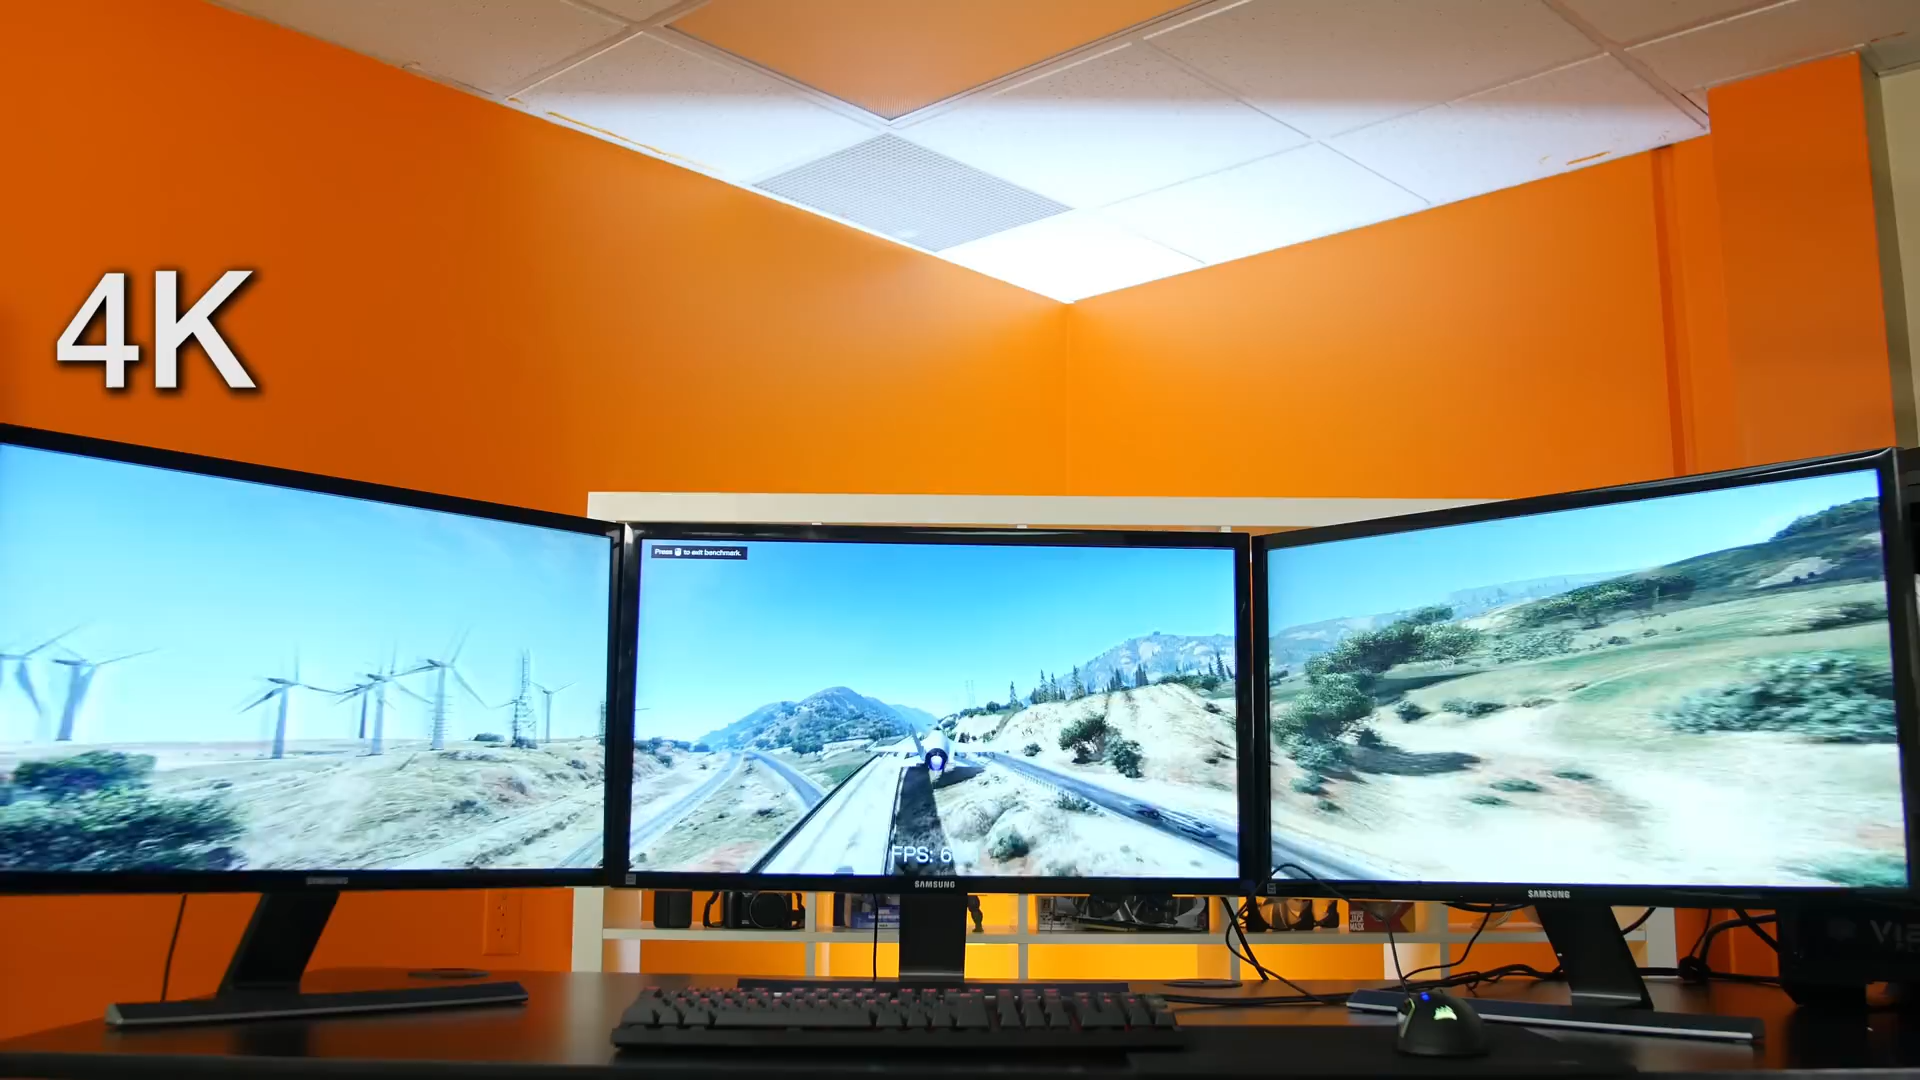 4K
Press to exit benchmark.
FPS: 6
SAMSUNG
SAMSUNG
SAMSUNG